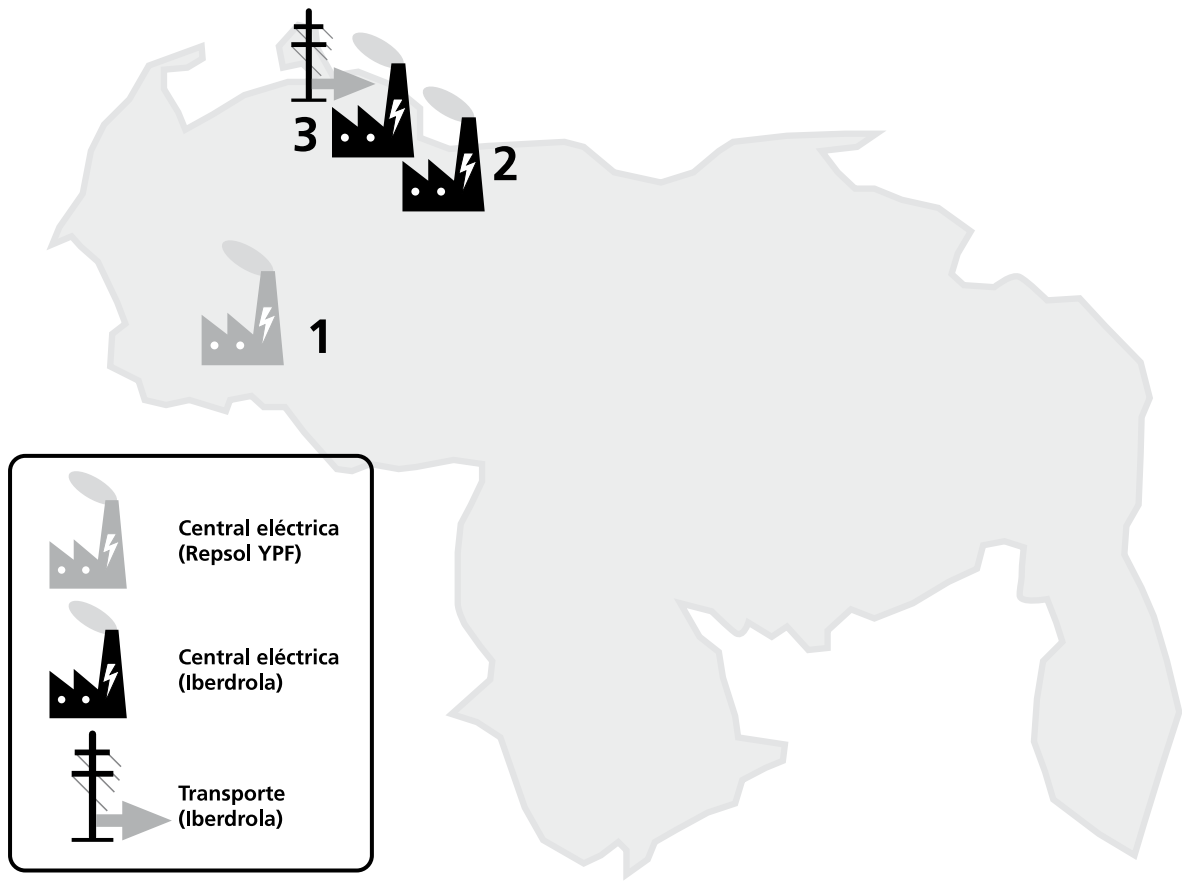 3
2
1
Central eléctrica
(Repsol YPF)
Central eléctrica
(Iberdrola)
Transporte
(Iberdrola)